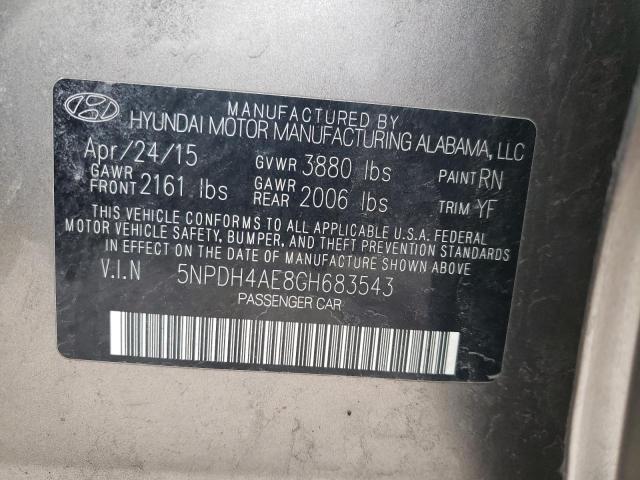 MANUFACTURED BY
HYUNDAI MOTOR MANUFACTURING ALABAMA, LLC
Apr/24/15 GVWR 3880 lbs PAINT RN
GAWR FRONT 2161 lbs GAWR REAR 2006 lbs TRIM YF
THIS VEHICLE CONFORMS TO ALL APPLICABLE U.S.A. FEDERAL
MOTOR VEHICLE SAFETY, BUMPER, AND THEFT PREVENTION STANDARDS
IN EFFECT ON THE DATE OF MANUFACTURE SHOWN ABOVE.
V.I.N 5NPDH4AE8GH683543
PASSENGER CAR